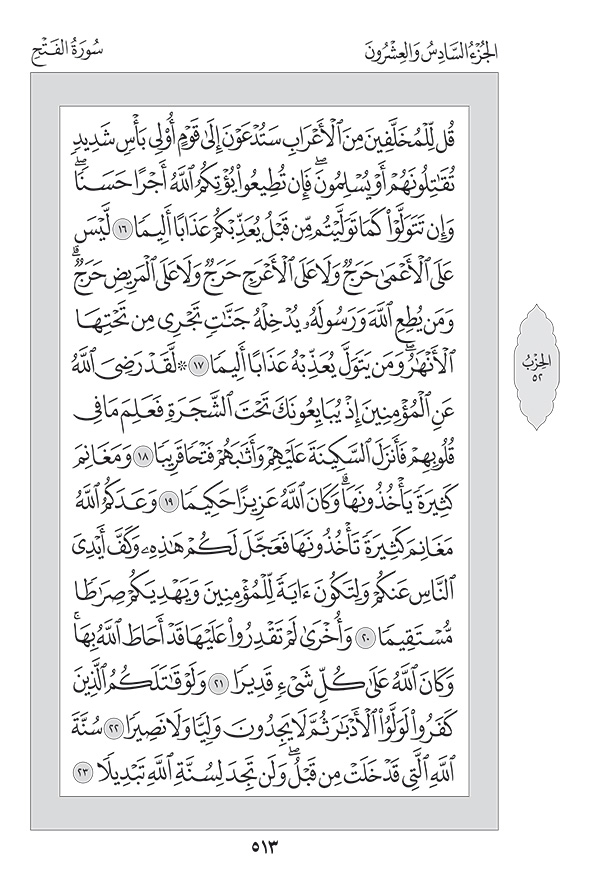 الجُزْءُ السَّادِسُ وَالعِشْرُونَ
سُورَةُ الفَتْحِ
قُل لِّلْمُخَلَّفِينَ مِنَ ٱلْأَعْرَابِ سَتُدْعَوْنَ إِلَىٰ قَوْمٍ أُو۟لِى بَأْسٍ شَدِيدٍ
تُقَـٰتِلُونَهُمْ أَوْ يُسْلِمُونَ ۖ فَإِن تُطِيعُوا۟ يُؤْتِكُمُ ٱللَّهُ أَجْرًا حَسَنًا ۖ
وَإِن تَتَوَلَّوْا۟ كَمَا تَوَلَّيْتُم مِّن قَبْلُ يُعَذِّبْكُمْ عَذَابًا أَلِيمًا ١٦ لَّيْسَ
عَلَى ٱلْأَعْمَىٰ حَرَجٌ وَلَا عَلَى ٱلْأَعْرَجِ حَرَجٌ وَلَا عَلَى ٱلْمَرِيضِ حَرَجٌ ۗ
وَمَن يُطِعِ ٱللَّهَ وَرَسُولَهُۥ يُدْخِلْهُ جَنَّـٰتٍ تَجْرِى مِن تَحْتِهَا
ٱلْأَنْهَـٰرُ ۖ وَمَن يَتَوَلَّ يُعَذِّبْهُ عَذَابًا أَلِيمًا ١٧ * لَّقَدْ رَضِىَ ٱللَّهُ
عَنِ ٱلْمُؤْمِنِينَ إِذْ يُبَايِعُونَكَ تَحْتَ ٱلشَّجَرَةِ فَعَلِمَ مَا فِى
قُلُوبِهِمْ فَأَنزَلَ ٱلسَّكِينَةَ عَلَيْهِمْ وَأَثَـٰبَهُمْ فَتْحًا قَرِيبًا ١٨ وَمَغَانِمَ
كَثِيرَةً يَأْخُذُونَهَا ۗ وَكَانَ ٱللَّهُ عَزِيزًا حَكِيمًا ١٩ وَعَدَكُمُ ٱللَّهُ
مَغَانِمَ كَثِيرَةً تَأْخُذُونَهَا فَعَجَّلَ لَكُمْ هَـٰذِهِۦ وَكَفَّ أَيْدِىَ
ٱلنَّاسِ عَنكُمْ وَلِتَكُونَ ءَايَةً لِّلْمُؤْمِنِينَ وَيَهْدِيَكُمْ صِرَٰطًا
مُّسْتَقِيمًا ٢٠ وَأُخْرَىٰ لَمْ تَقْدِرُوا۟ عَلَيْهَا قَدْ أَحَاطَ ٱللَّهُ بِهَا ۚ
وَكَانَ ٱللَّهُ عَلَىٰ كُلِّ شَىْءٍ قَدِيرًا ٢١ وَلَوْ قَـٰتَلَكُمُ ٱلَّذِينَ
كَفَرُوا۟ لَوَلَّوُا۟ ٱلْأَدْبَـٰرَ ثُمَّ لَا يَجِدُونَ وَلِيًّا وَلَا نَصِيرًا ٢٢ سُنَّةَ
ٱللَّهِ ٱلَّتِى قَدْ خَلَتْ مِن قَبْلُ ۖ وَلَن تَجِدَ لِسُنَّةِ ٱللَّهِ تَبْدِيلًا ٢٣
الحِزْبُ
٥٢
٥١٣